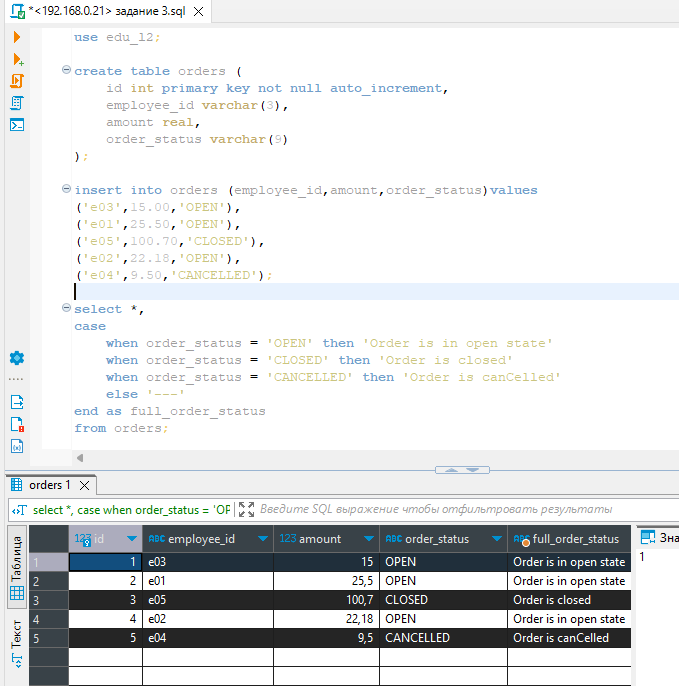 *<192.168.0.21> задание 3.sql
use edu_l2;
create table orders (
id int primary key not null auto_increment,
employee_id varchar(3),
amount real,
order_status varchar(9)
);
insert into orders (employee_id,amount,order_status)values
('e03',15.00,'OPEN'),
('e01',25.50,'OPEN'),
('e05',100.70,'CLOSED'),
('e02',22.18,'OPEN'),
('e04',9.50,'CANCELLED');
select *,
case
when order_status = 'OPEN' then 'Order is in open state'
when order_status = 'CLOSED' then 'Order is closed'
when order_status = 'CANCELLED' then 'Order is canCelled'
else '---'
end as full_order_status
from orders;
orders 1
select *, case when order_status = 'OP Введите SQL выражение чтобы отфильтровать результаты
Таблица
Текст
123 id ABC employee_id 123 amount ABC order_status ABC full_order_status
1 1 e03 15 OPEN Order is in open state
2 2 e01 25,5 OPEN Order is in open state
3 3 e05 100,7 CLOSED Order is closed
4 4 e02 22,18 OPEN Order is in open state
5 5 e04 9,5 CANCELLED Order is canCelled
Зна
1